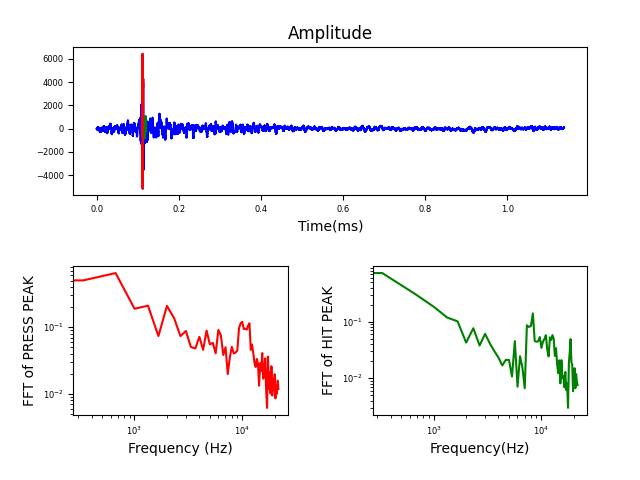 Amplitude
6000
4000
2000
0
−2000
−4000
0.0 0.2 0.4 0.6 0.8 1.0
Time(ms)
FFT of PRESS PEAK
10⁻¹
10⁻²
10³ 10⁴
Frequency (Hz)
FFT of HIT PEAK
10⁻¹
10⁻²
10³ 10⁴
Frequency(Hz)